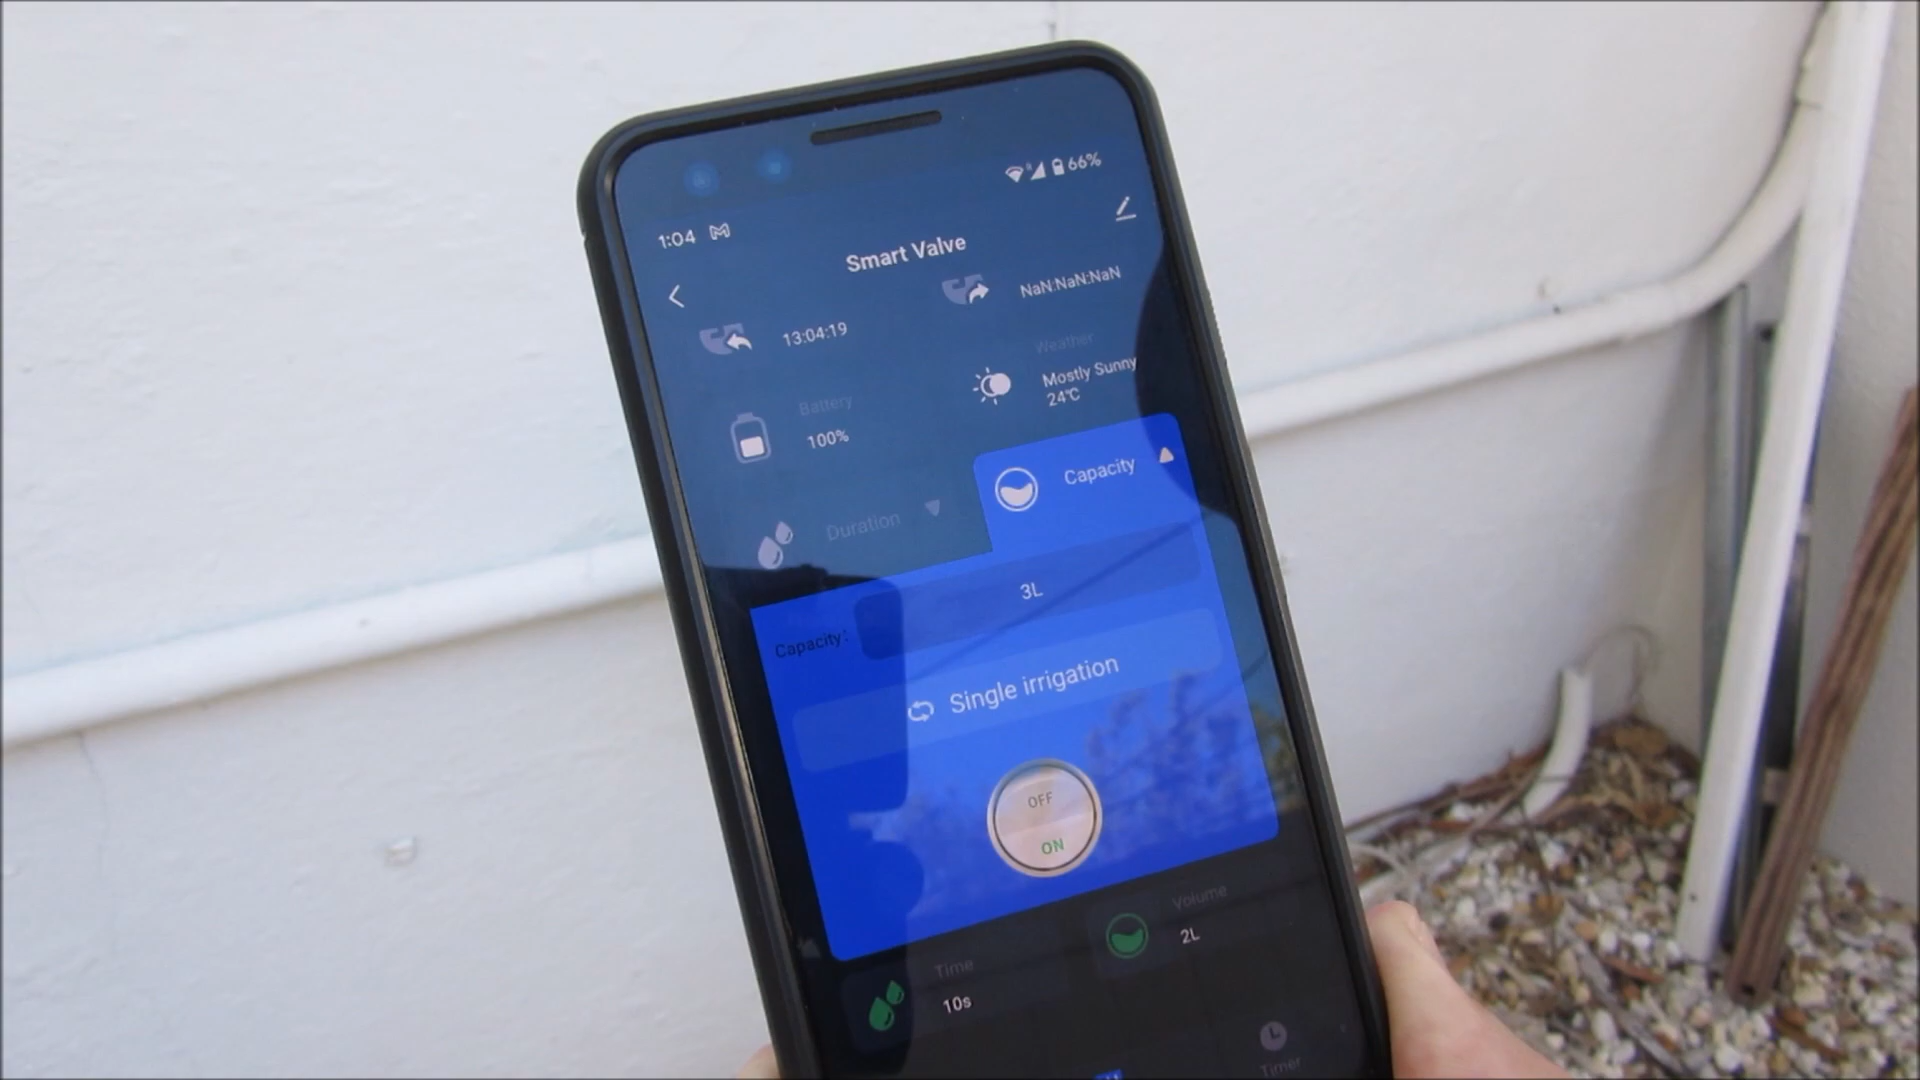 1:04
66%
Smart Valve
13:04:19
NaN:NaN:NaN
Battery
100%
Weather
Mostly Sunny
24℃
Duration
Capacity
Capacity:
3L
Single irrigation
OFF
ON
Time
10s
Volume
2L
Timer